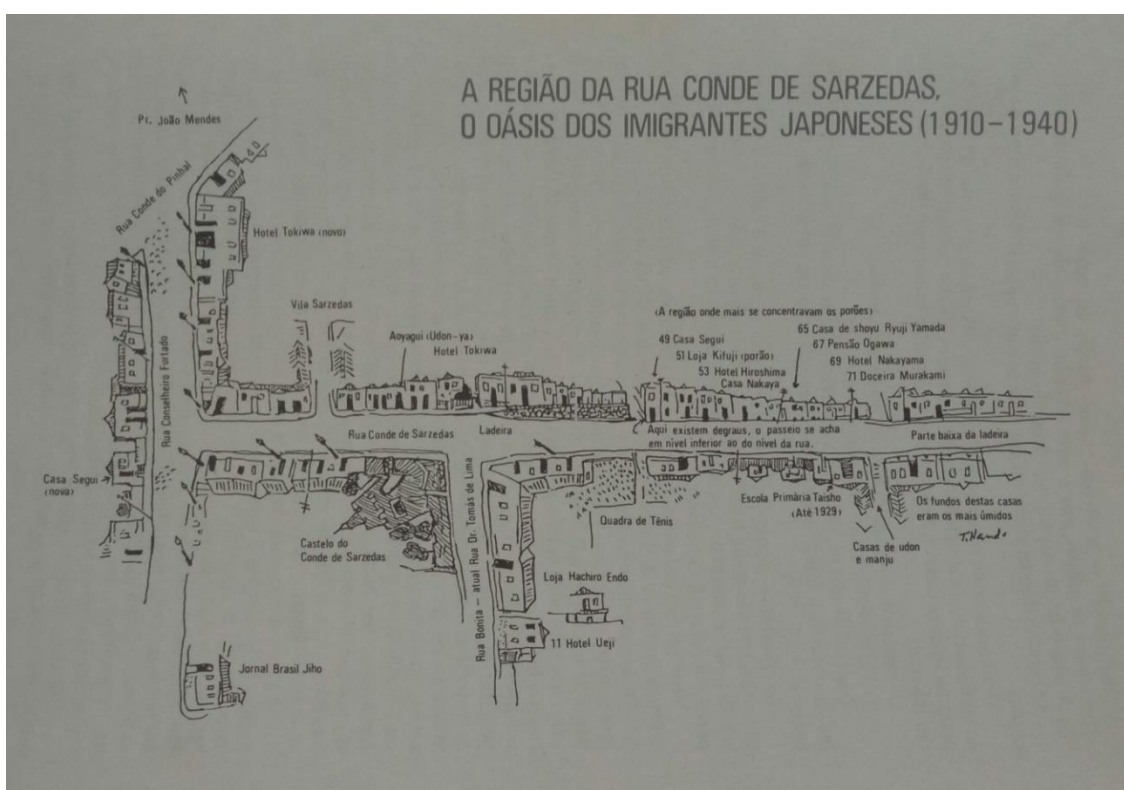 A REGIÃO DA RUA CONDE DE SARZEDAS,
O OÁSIS DOS IMIGRANTES JAPONESES (1910–1940)
Pr. João Mendes
Rua Conde do Pinhal
Hotel Tokiwa (novo)
Vila Sarzedas
Aoyagui (Udon-ya)
Hotel Tokiwa
(A região onde mais se concentravam os porões)
49 Casa Segui
51 Loja Kifuji (porão)
53 Hotel Hiroshima
Casa Nakaya
65 Casa de shoyu Ryuji Yamada
67 Pensão Ogawa
69 Hotel Nakayama
71 Doceira Murakami
Rua Conselheiro Furtado
Rua Conde de Sarzedas
Ladeira
Aqui existem degraus, o passeio se acha
em nível inferior ao do nível da rua.
Parte baixa da ladeira
Casa Segui
(nova)
Castelo do
Conde de Sarzedas
Rua Bonita – atual Rua Dr. Tomás de Lima
Quadra de Tênis
Escola Primária Taisho
(Até 1929)
Os fundos destas casas
eram os mais úmidos
T. Handa
Casas de udon
e manju
Loja Hachiro Endo
11 Hotel Ueji
Jornal Brasil Jiho